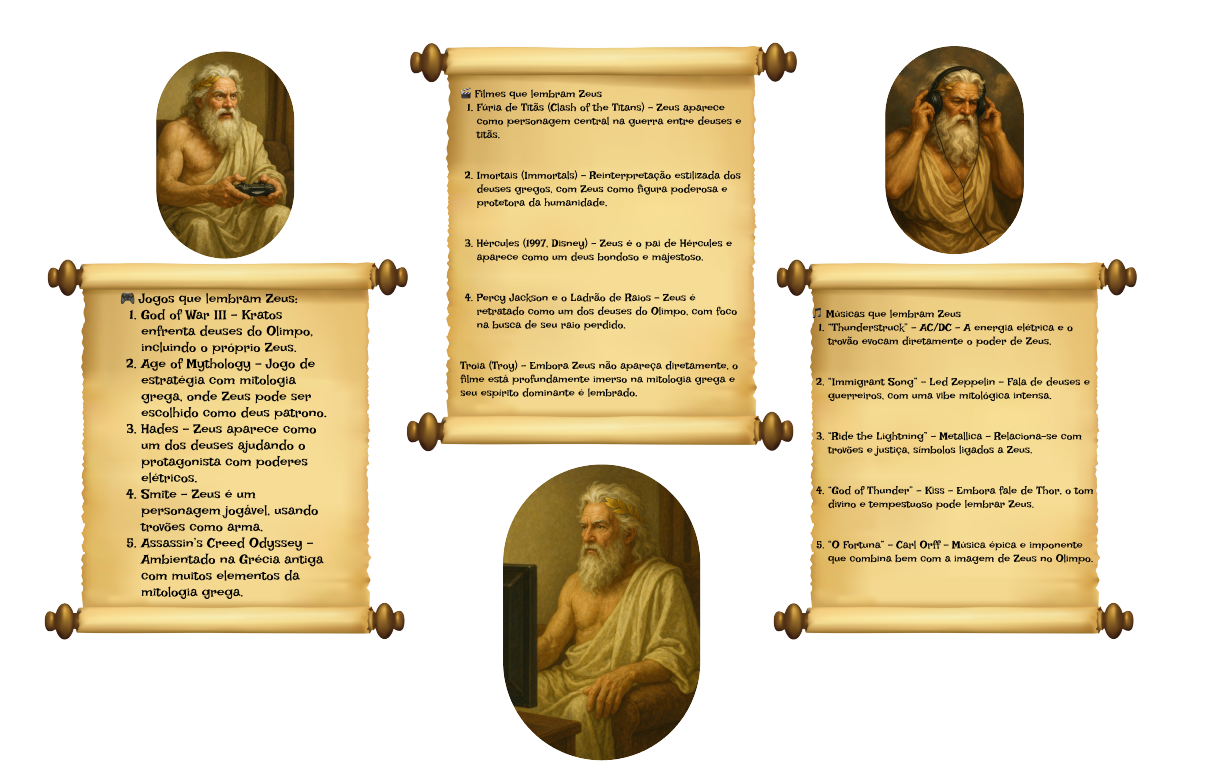 🎬 Filmes que lembram Zeus
1. Fúria de Titãs (Clash of the Titans) – Zeus aparece
como personagem central na guerra entre deuses e
titãs.
2. Imortais (Immortals) – Reinterpretação estilizada dos
deuses gregos, com Zeus como figura poderosa e
protetora da humanidade.
3. Hércules (1997, Disney) – Zeus é o pai de Hércules e
aparece como um deus bondoso e majestoso.
4. Percy Jackson e o Ladrão de Raios – Zeus é
retratado como um dos deuses do Olimpo, com foco
na busca de seu raio perdido.
Troia (Troy) – Embora Zeus não apareça diretamente, o
filme está profundamente imerso na mitologia grega e
seu espírito dominante é lembrado.
🎮 Jogos que lembram Zeus:
1. God of War III – Kratos
enfrenta deuses do Olimpo,
incluindo o próprio Zeus.
2. Age of Mythology – Jogo de
estratégia com mitologia
grega, onde Zeus pode ser
escolhido como deus patrono.
3. Hades – Zeus aparece como
um dos deuses ajudando o
protagonista com poderes
elétricos.
4. Smite – Zeus é um
personagem jogável, usando
trovões como arma.
5. Assassin's Creed Odyssey –
Ambientado na Grécia antiga
com muitos elementos da
mitologia grega.
🎵 Músicas que lembram Zeus
1. "Thunderstruck" – AC/DC – A energia elétrica e o
trovão evocam diretamente o poder de Zeus.
2. "Immigrant Song" – Led Zeppelin – Fala de deuses e
guerreiros, com uma vibe mitológica intensa.
3. "Ride the Lightning" – Metallica – Relaciona-se com
trovões e justiça, símbolos ligados a Zeus.
4. "God of Thunder" – Kiss – Embora fale de Thor, o tom
divino e tempestuoso pode lembrar Zeus.
5. "O Fortuna" – Carl Orff – Música épica e imponente
que combina bem com a imagem de Zeus no Olimpo.